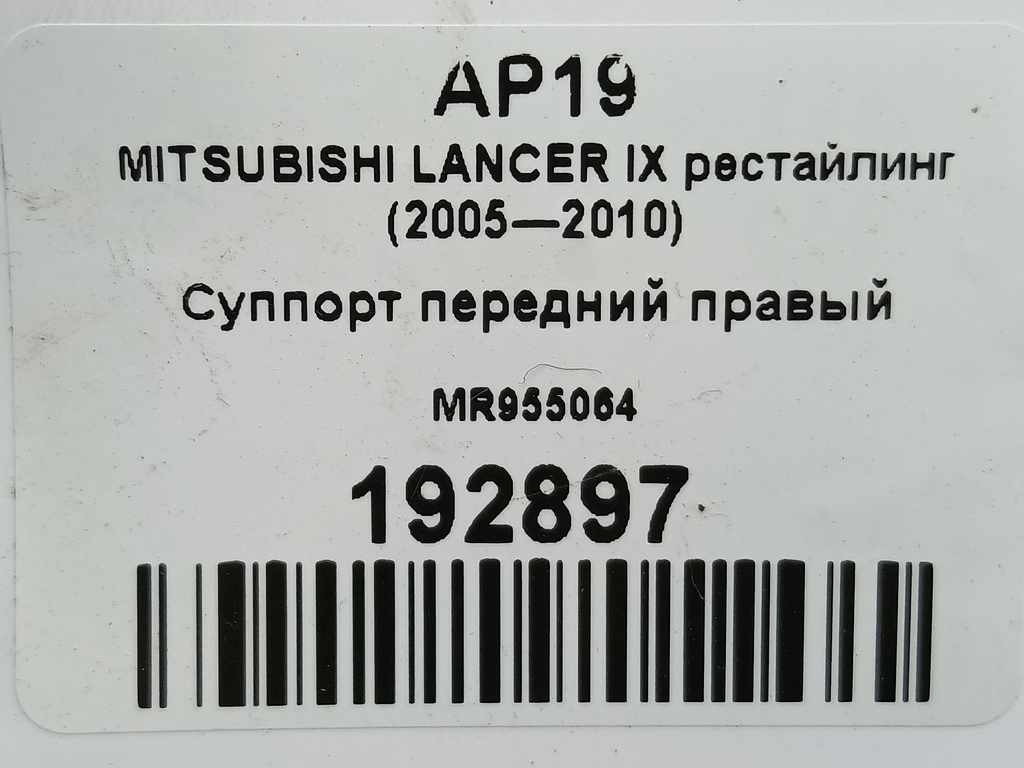 AP19
MITSUBISHI LANCER IX рестайлинг
(2005—2010)
Суппорт передний правый
MR955064
192897